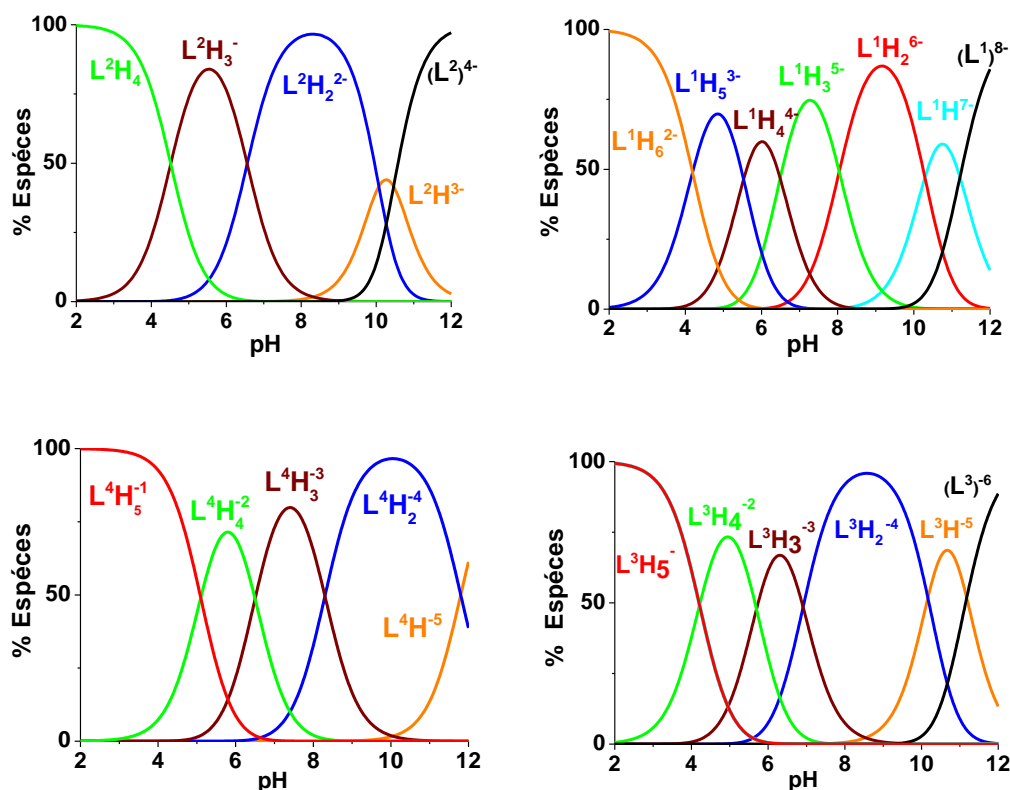 100
50
0
% Espéces
L²H₄
L²H₃⁻
L²H₂²⁻
(L²)⁴⁻
L²H³⁻
2 4 6 8 10 12
pH
100
50
0
% Espèces
L¹H₆²⁻
L¹H₅³⁻
L¹H₄⁴⁻
L¹H₃⁵⁻
L¹H₂⁶⁻
L¹H⁷⁻
(L¹)⁸⁻
2 4 6 8 10 12
pH
100
50
0
% Espéces
L⁴H₅⁻¹
L⁴H₄⁻²
L⁴H₃⁻³
L⁴H₂⁻⁴
L⁴H⁻⁵
2 4 6 8 10 12
pH
100
50
0
% Espéces
L³H5⁻
L³H4⁻²
L³H3⁻³
L³H₂⁻⁴
L³H⁻⁵
(L³)⁻⁶
2 4 6 8 10 12
pH